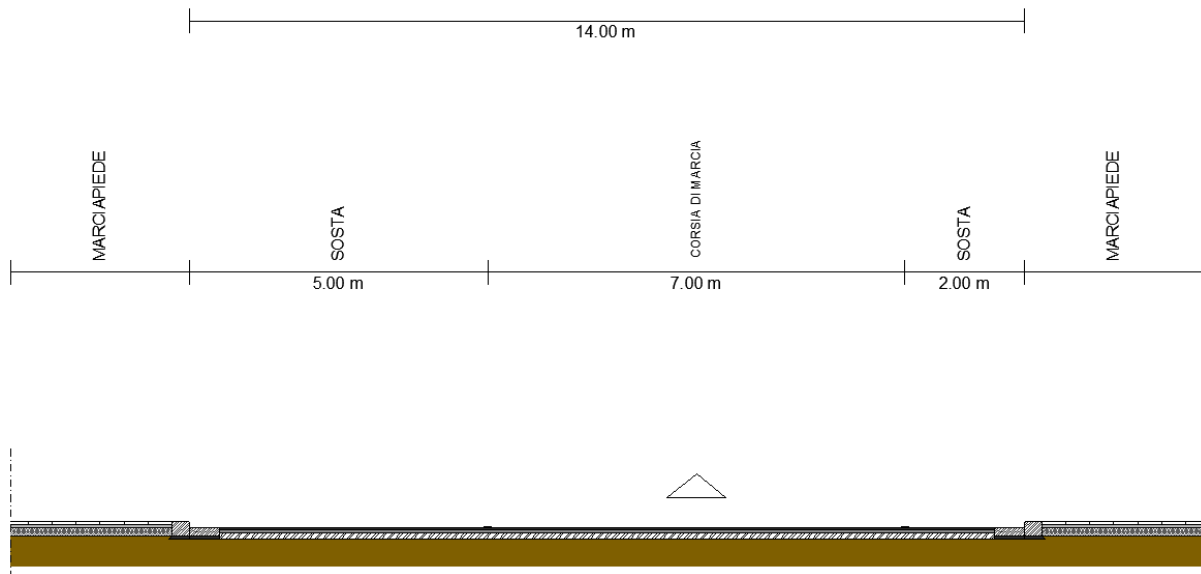 14.00 m
MARCIAPIEDE
SOSTA
CORSIA DI MARCIA
SOSTA
MARCIAPIEDE
5.00 m
7.00 m
2.00 m